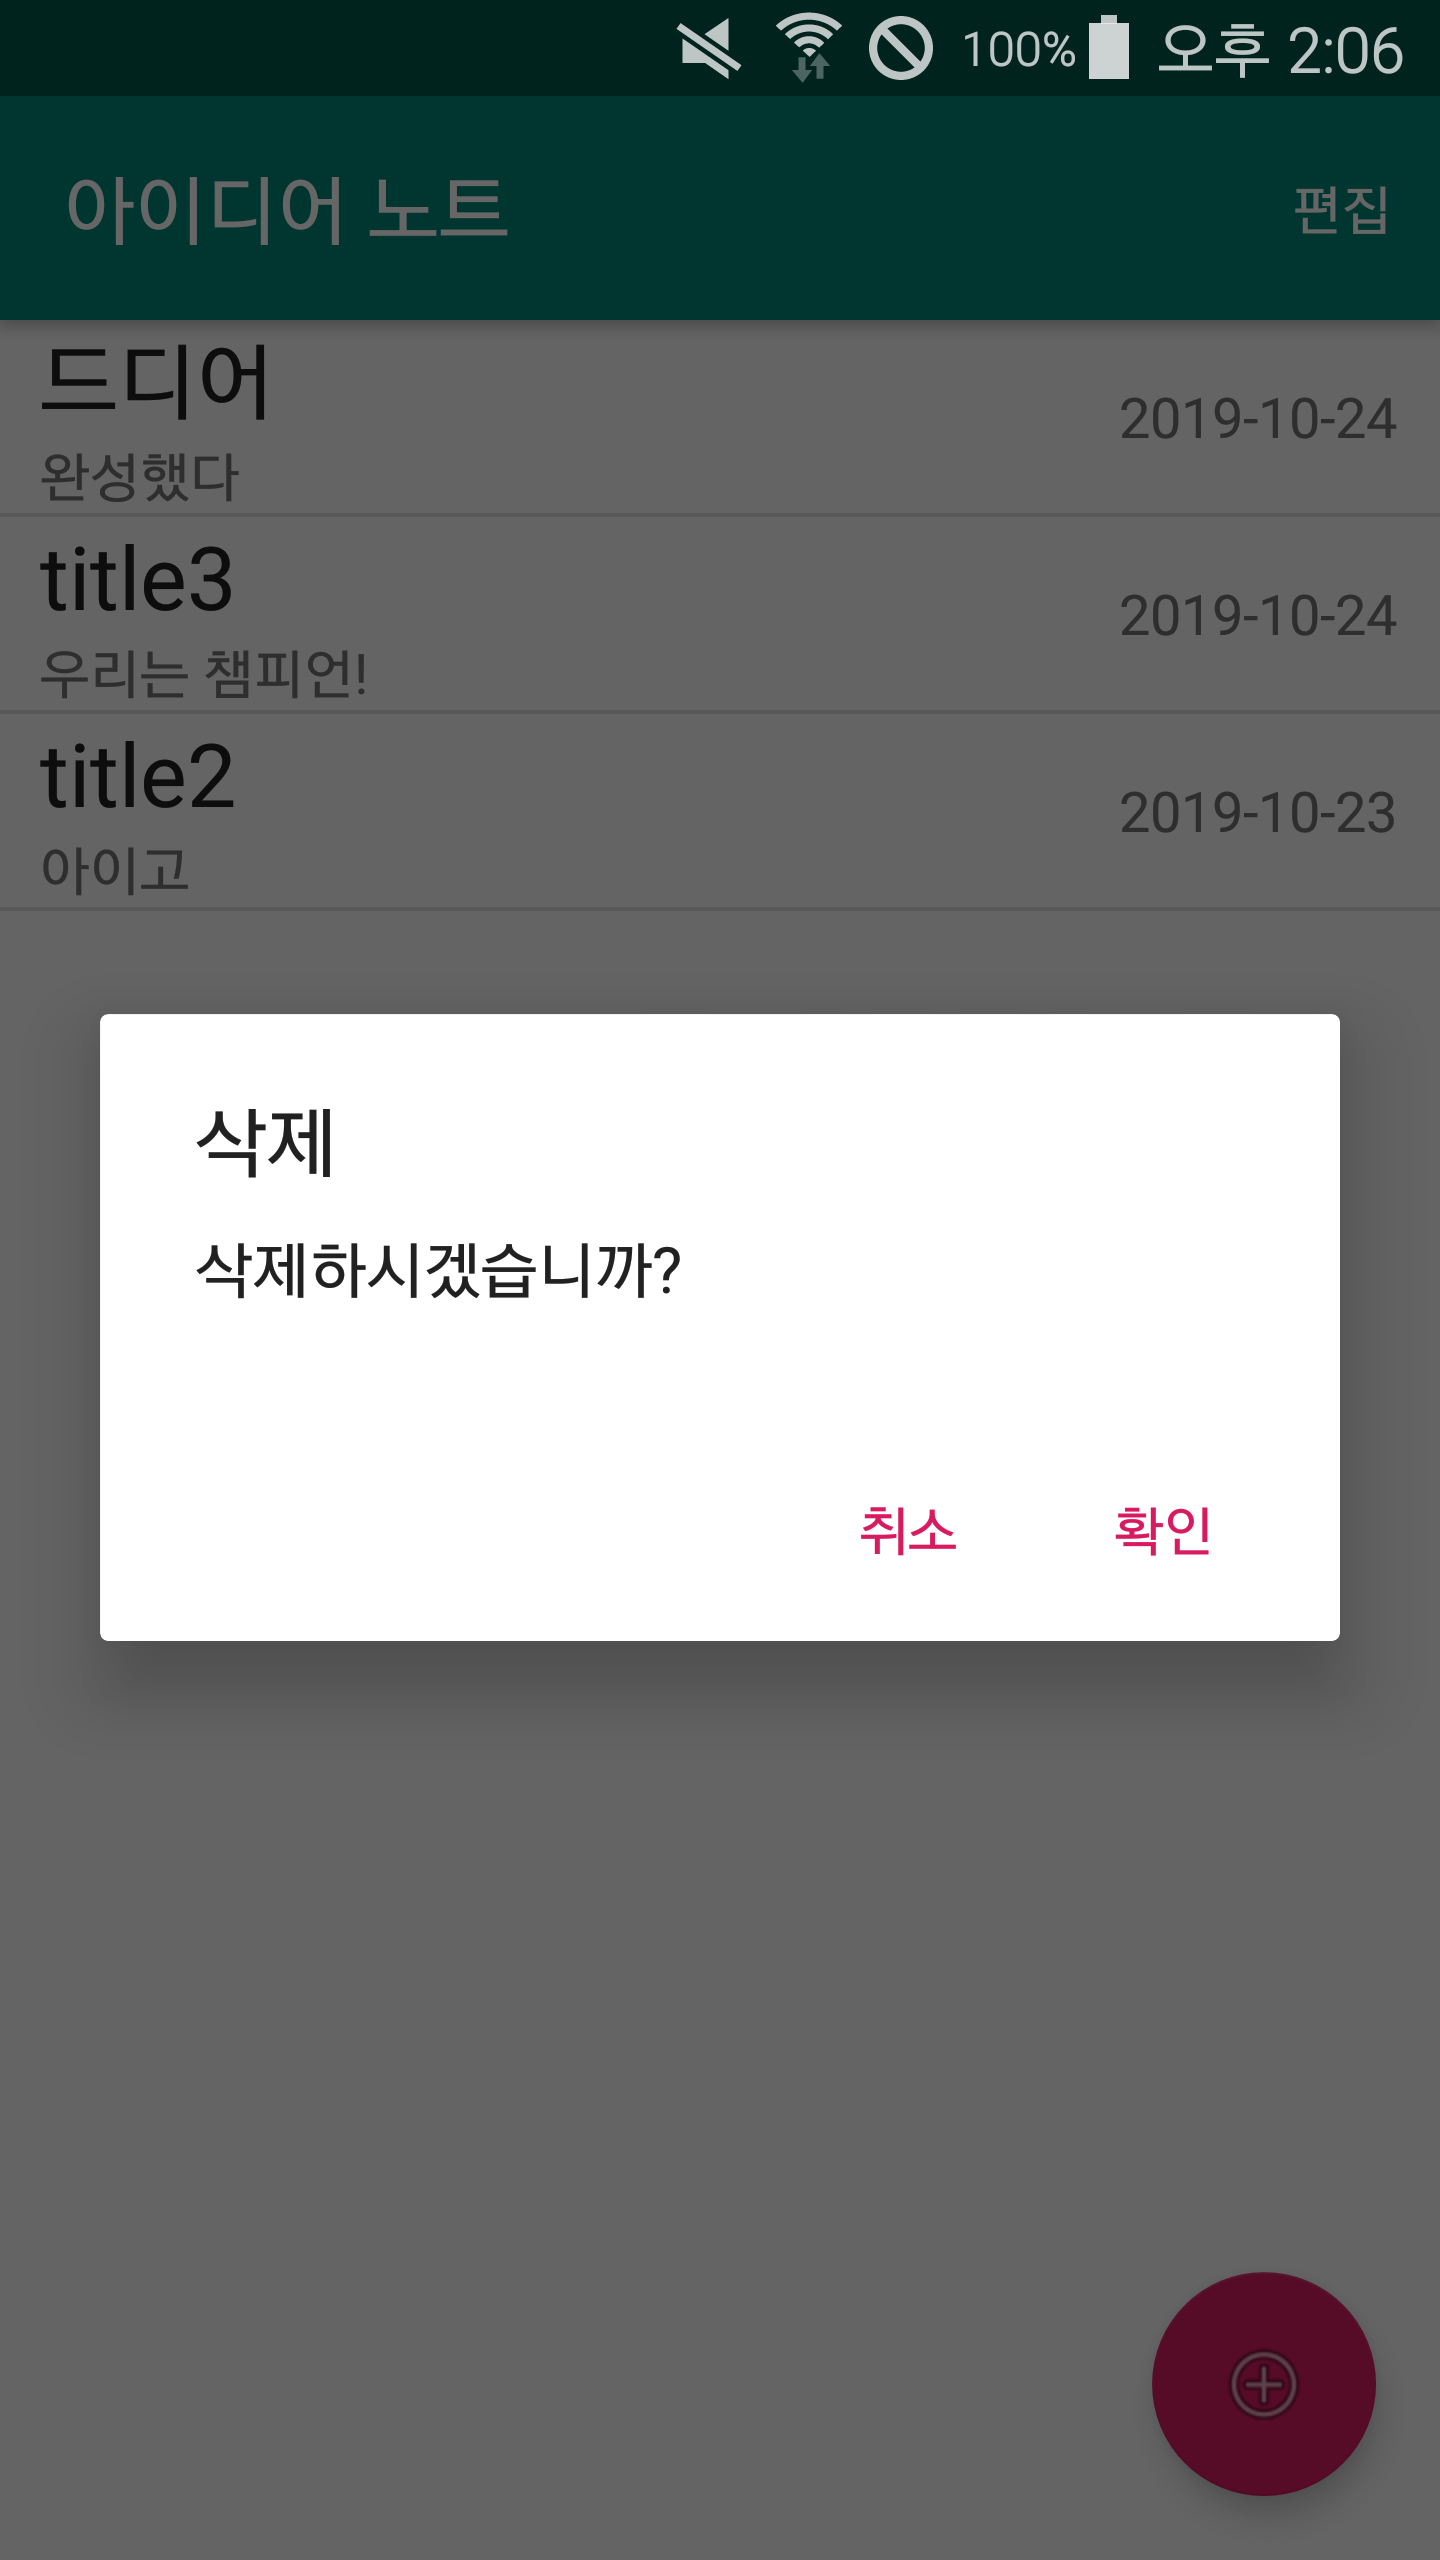 100% 오후 2:06
아이디어 노트 편집
드디어
2019-10-24
완성했다
title3
2019-10-24
우리는 챔피언!
title2
2019-10-23
아이고
삭제
삭제하시겠습니까?
취소 확인